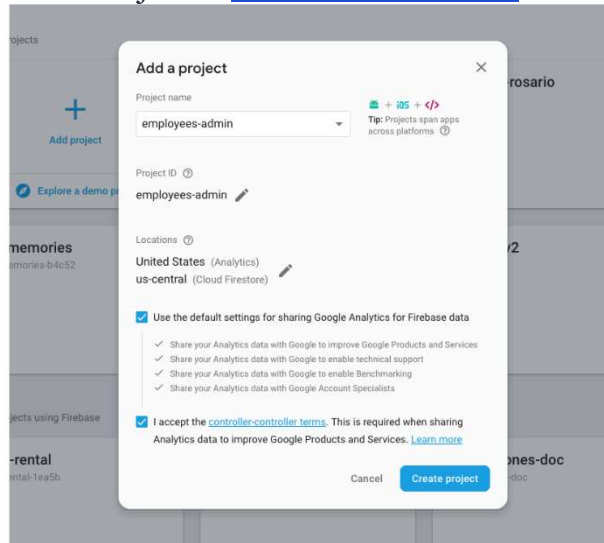 ojects
Add project
Explore a demo p
-rosario
memories
emories-b4c52
v2
jects using Firebase
-rental
ental-1ea5b
ones-doc
-doc
Add a project
Project name
employees-admin
+ iOS + </>
Tip: Projects span apps
across platforms
Project ID
employees-admin
Locations
United States (Analytics)
us-central (Cloud Firestore)
Use the default settings for sharing Google Analytics for Firebase data
Share your Analytics data with Google to improve Google Products and Services
Share your Analytics data with Google to enable technical support
Share your Analytics data with Google to enable Benchmarking
Share your Analytics data with Google Account Specialists
I accept the controller-controller terms. This is required when sharing
Analytics data to improve Google Products and Services. Learn more
Cancel
Create project